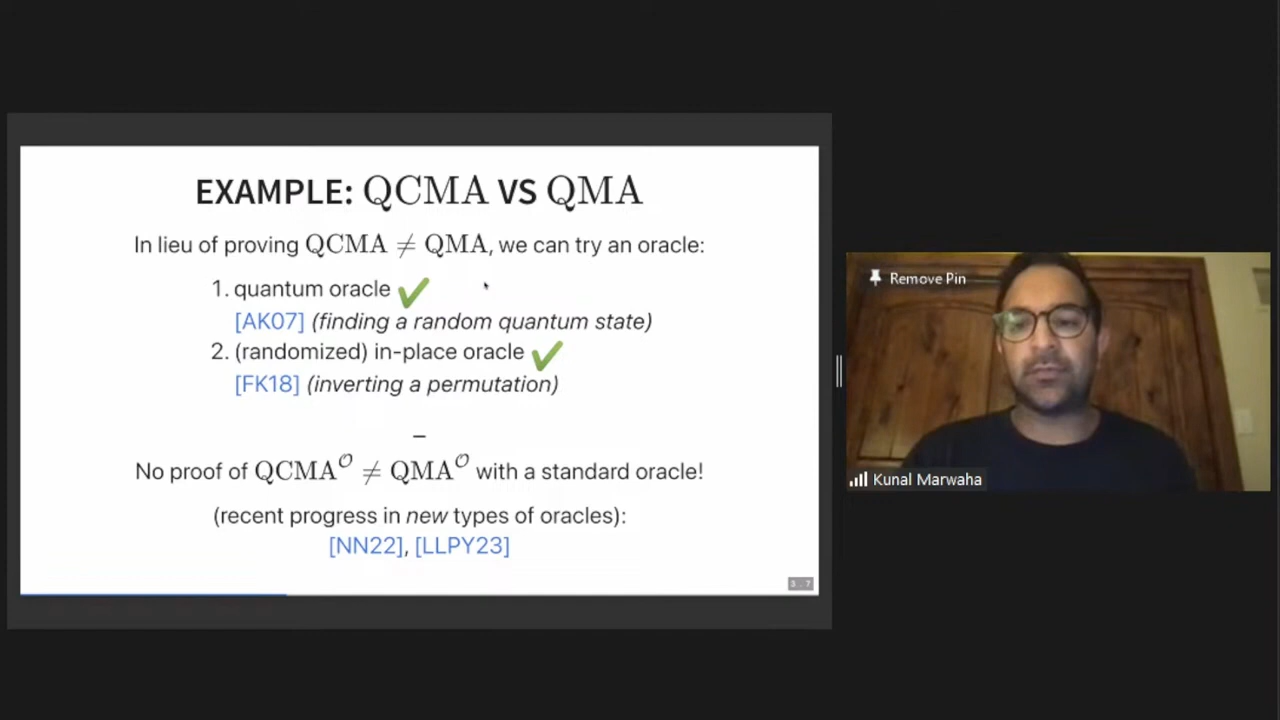 EXAMPLE: QCMA VS QMA
In lieu of proving QCMA ≠ QMA, we can try an oracle:
1. quantum oracle ✔
[AK07] (finding a random quantum state)
2. (randomized) in-place oracle ✔
[FK18] (inverting a permutation)
–
No proof of QCMA^𝒪 ≠ QMA^𝒪 with a standard oracle!
(recent progress in new types of oracles):
[NN22], [LLPY23]
3 . 7
Remove Pin
Kunal Marwaha